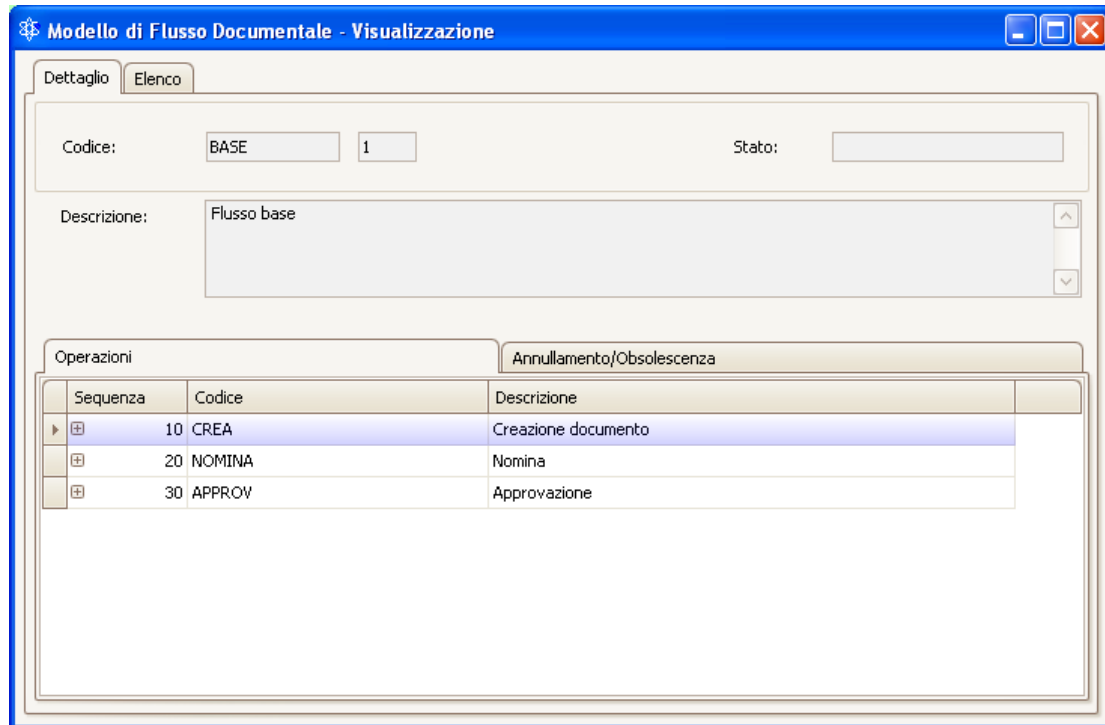 Modello di Flusso Documentale - Visualizzazione
Dettaglio Elenco
Codice: BASE 1 Stato:
Descrizione: Flusso base
Operazioni Annullamento/Obsolescenza
Sequenza Codice Descrizione
10 CREA Creazione documento
20 NOMINA Nomina
30 APPROV Approvazione